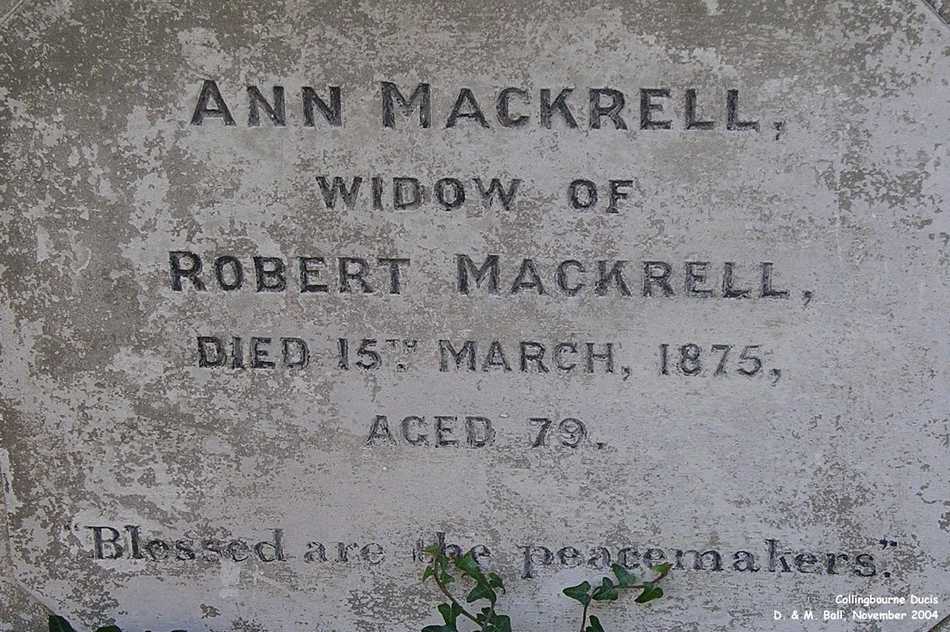 ANN MACKRELL,
WIDOW OF
ROBERT MACKRELL,
DIED 15TH. MARCH, 1875,
AGED 79.
"Blessed are the peacemakers."
Collingbourne Ducis
D. & M. Ball, November 2004